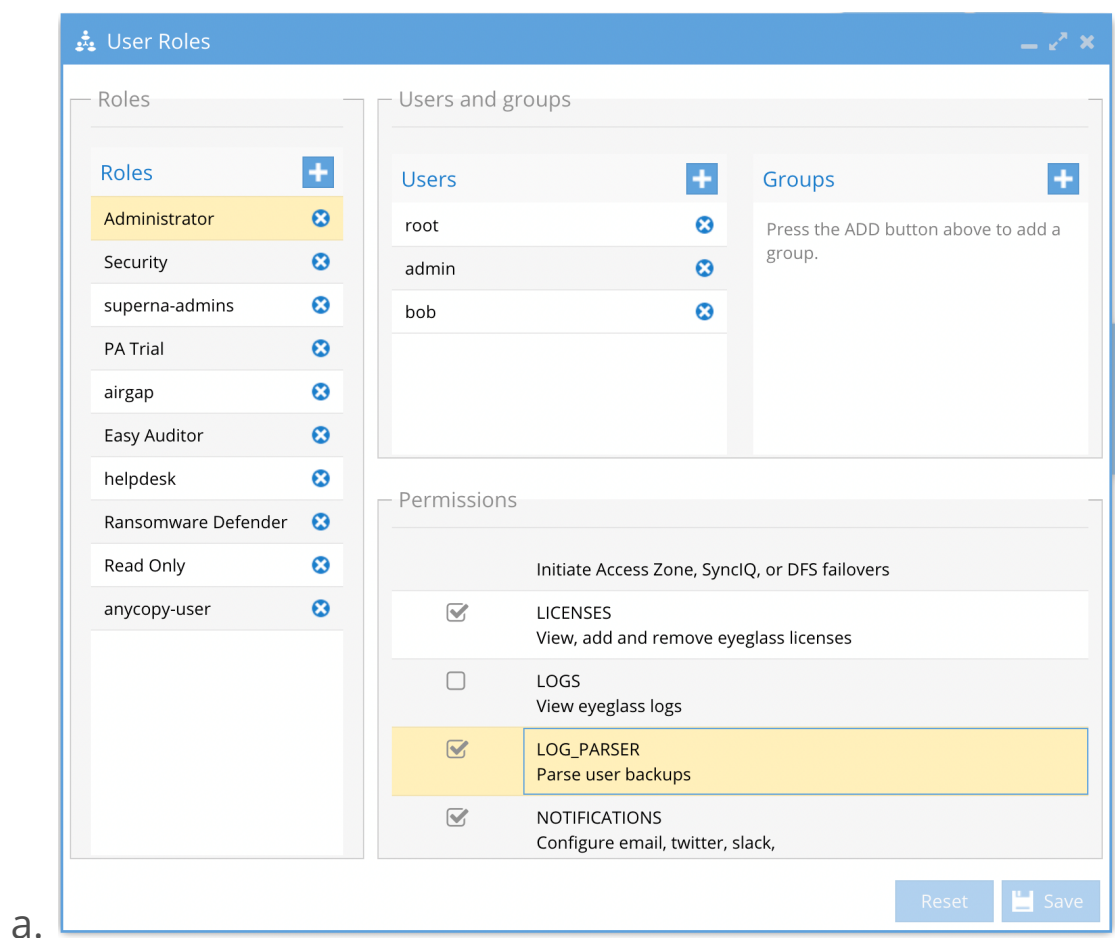 User Roles
Roles
Roles
Administrator
Security
superna-admins
PA Trial
airgap
Easy Auditor
helpdesk
Ransomware Defender
Read Only
anycopy-user
Users and groups
Users
root
admin
bob
Groups
Press the ADD button above to add a
group.
Permissions
Initiate Access Zone, SyncIQ, or DFS failovers
LICENSES
View, add and remove eyeglass licenses
LOGS
View eyeglass logs
LOG_PARSER
Parse user backups
NOTIFICATIONS
Configure email, twitter, slack,
Reset
Save
a.